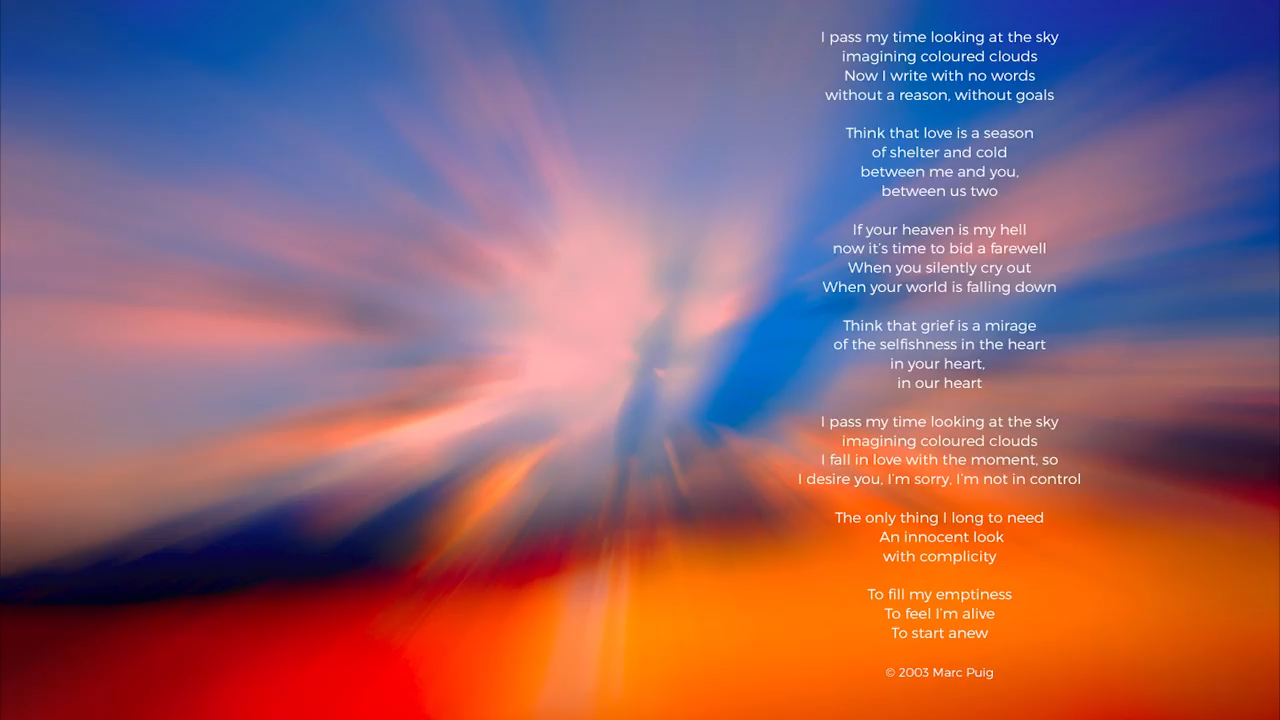 I pass my time looking at the sky
imagining coloured clouds
Now I write with no words
without a reason, without goals
Think that love is a season
of shelter and cold
between me and you,
between us two
If your heaven is my hell
now it's time to bid a farewell
When you silently cry out
When your world is falling down
Think that grief is a mirage
of the selfishness in the heart
in your heart,
in our heart
I pass my time looking at the sky
imagining coloured clouds
I fall in love with the moment, so
I desire you, I'm sorry, I'm not in control
The only thing I long to need
An innocent look
with complicity
To fill my emptiness
To feel I'm alive
To start anew
© 2003 Marc Puig